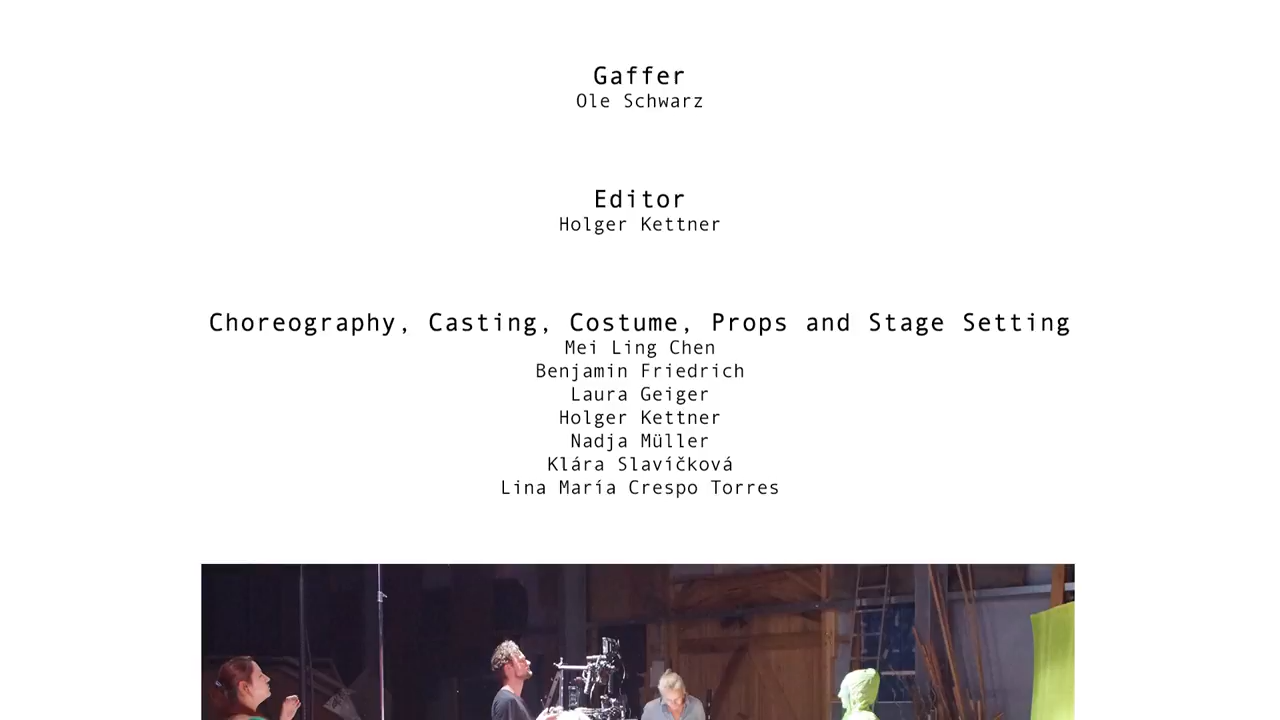 Gaffer
Ole Schwarz
Editor
Holger Kettner
Choreography, Casting, Costume, Props and Stage Setting
Mei Ling Chen
Benjamin Friedrich
Laura Geiger
Holger Kettner
Nadja Müller
Klára Slavíčková
Lina María Crespo Torres